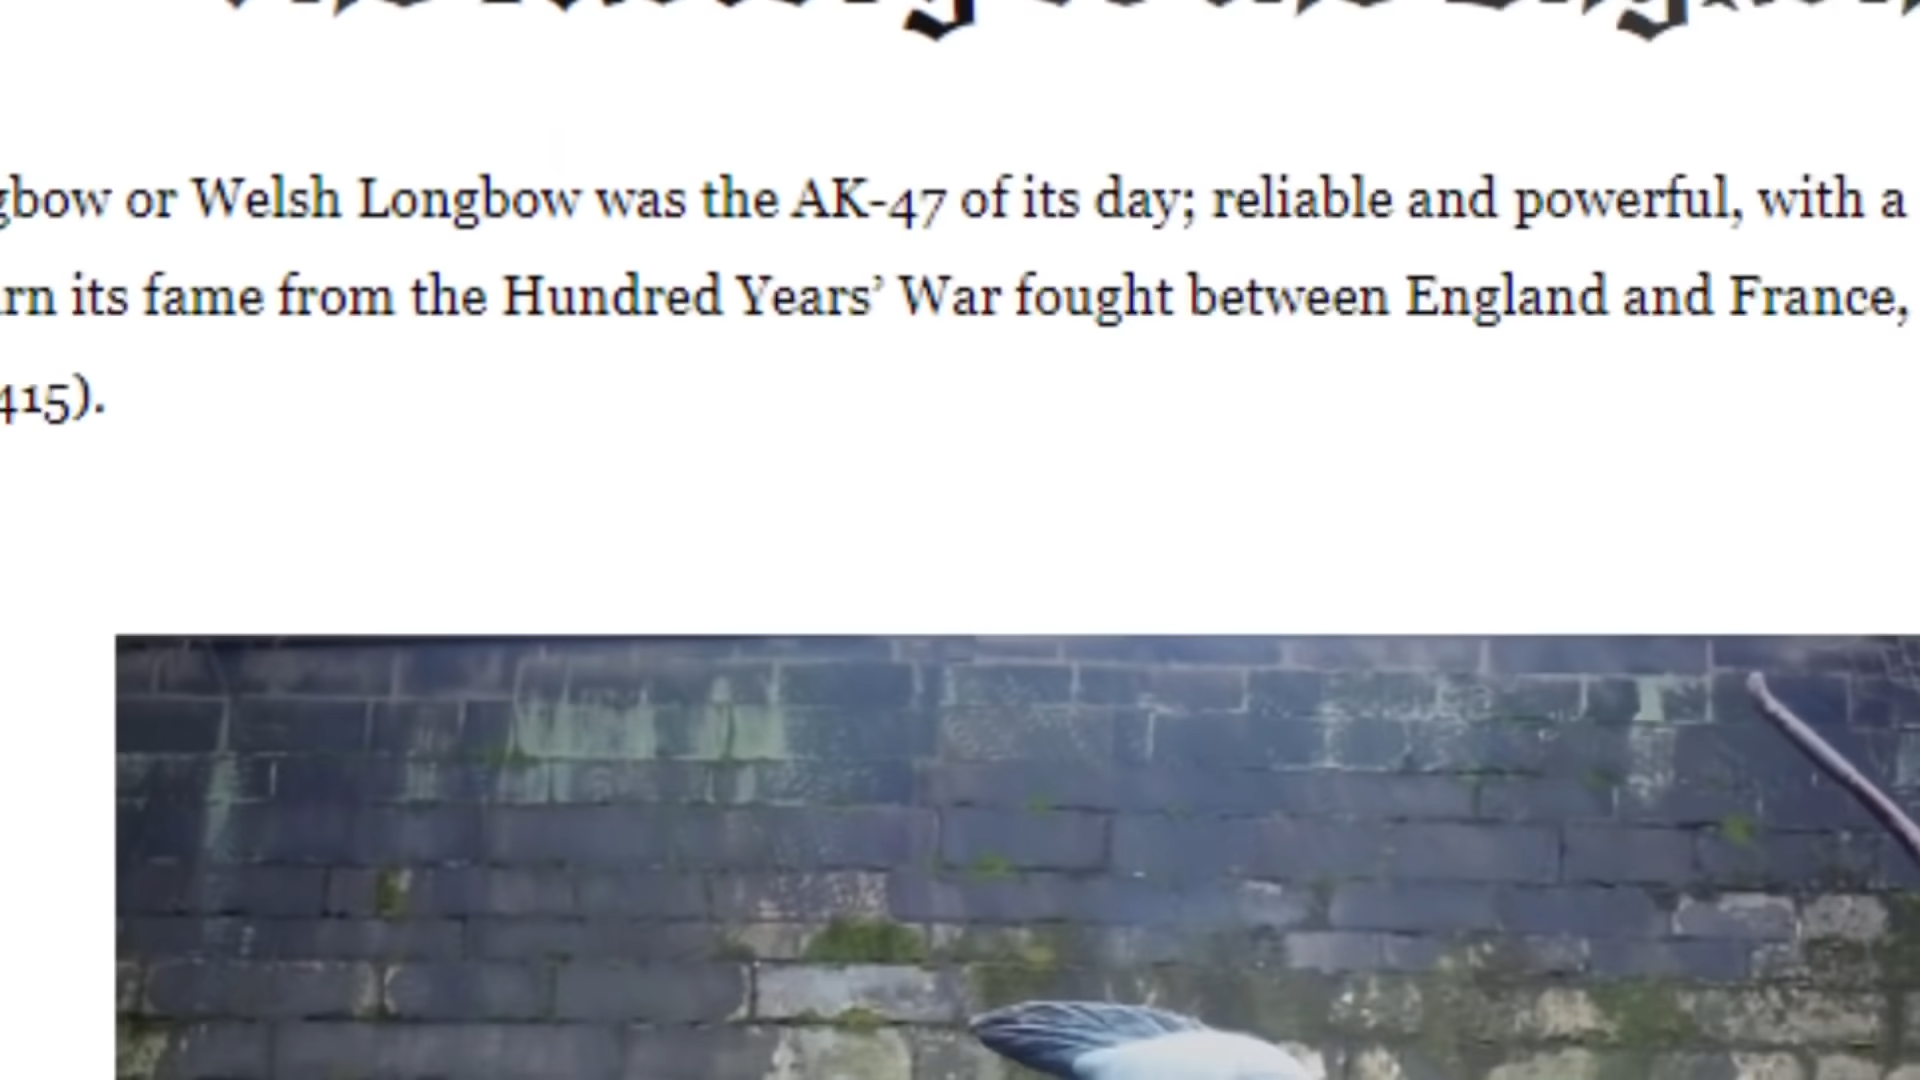 gbow or Welsh Longbow was the AK-47 of its day; reliable and powerful, with a
rn its fame from the Hundred Years’ War fought between England and France,
415).